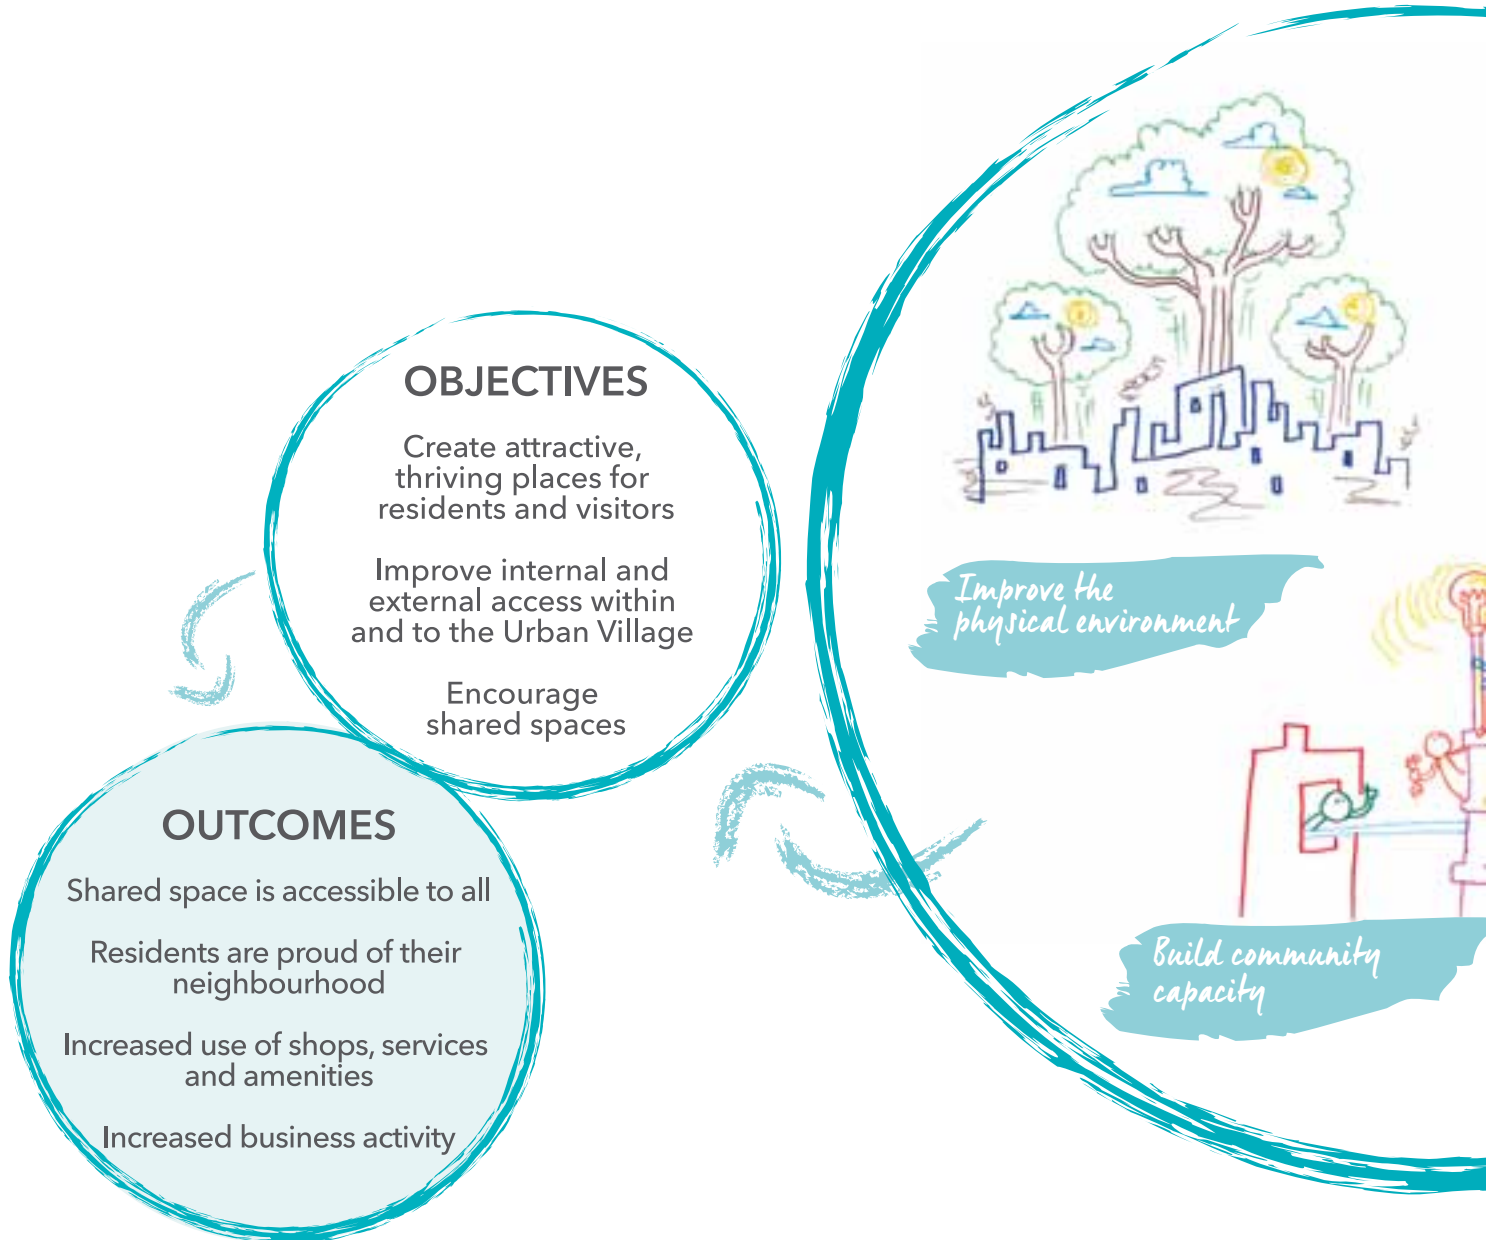 OBJECTIVES
Create attractive,
thriving places for
residents and visitors
Improve internal and
external access within
and to the Urban Village
Encourage
shared spaces
OUTCOMES
Shared space is accessible to all
Residents are proud of their
neighbourhood
Increased use of shops, services
and amenities
Increased business activity
Improve the
physical environment
Build community
capacity